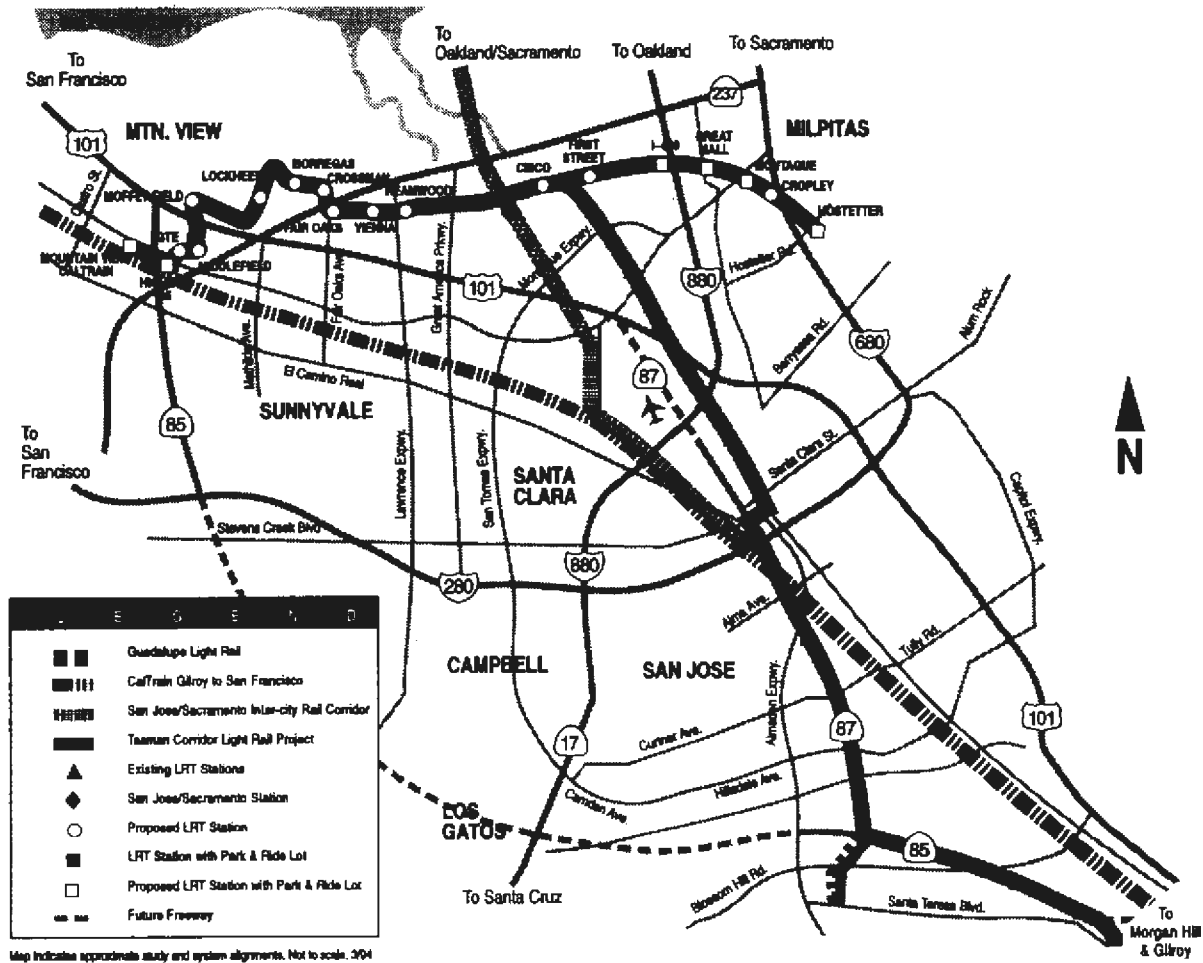 To
San Francisco
To
Oakland/Sacramento
To Oakland
To Sacramento
237
MTN. VIEW
MILPITAS
101
LOCKHEED
BORREGAS
CROSSMAN
REAMWOOD
CISCO
FIRST
STREET
I-880
GREAT
MALL
MONTAGUE
CROPLEY
HOSTETTER
MOFFETT FIELD
FAIR OAKS
VIENNA
MIDDLEFIELD
MOUNTAIN VIEW
CALTRAIN
Montague Expwy.
Hostetter Rd.
880
101
Mathilda Ave.
Fair Oaks Ave.
Great America Pkwy.
El Camino Real
SUNNYVALE
Berryessa Rd.
Alum Rock
680
87
85
To
San
Francisco
Lawrence Expwy.
San Tomas Expwy.
SANTA
CLARA
Santa Clara St.
Capitol Expwy.
N
Stevens Creek Blvd
880
280
Alma Ave.
Tully Rd.
CAMPBELL
SAN JOSE
Almaden Expwy.
87
101
17
Curtner Ave.
Hillsdale Ave.
Camden Ave
LOS
GATOS
85
To Santa Cruz
Blossom Hill Rd.
Santa Teresa Blvd.
To
Morgan Hill
& Gilroy
L E G E N D
Guadalupe Light Rail
CalTrain Gilroy to San Francisco
San Jose/Sacramento Inter-city Rail Corridor
Tasman Corridor Light Rail Project
Existing LRT Stations
San Jose/Sacramento Station
Proposed LRT Station
LRT Station with Park & Ride Lot
Proposed LRT Station with Park & Ride Lot
Future Freeway
Map indicates approximate study and system alignments. Not to scale. 3/94